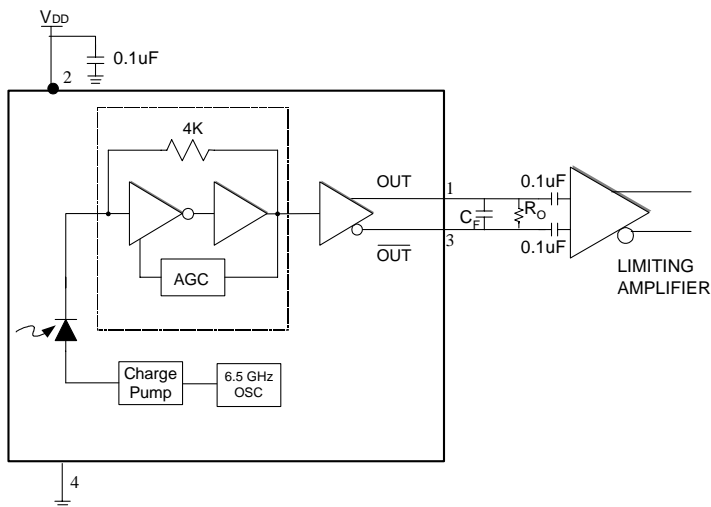 VDD
0.1uF
2
4K
OUT
1
0.1uF
CF
RO
OUT
3
0.1uF
AGC
LIMITING
AMPLIFIER
Charge
Pump
6.5 GHz
OSC
4